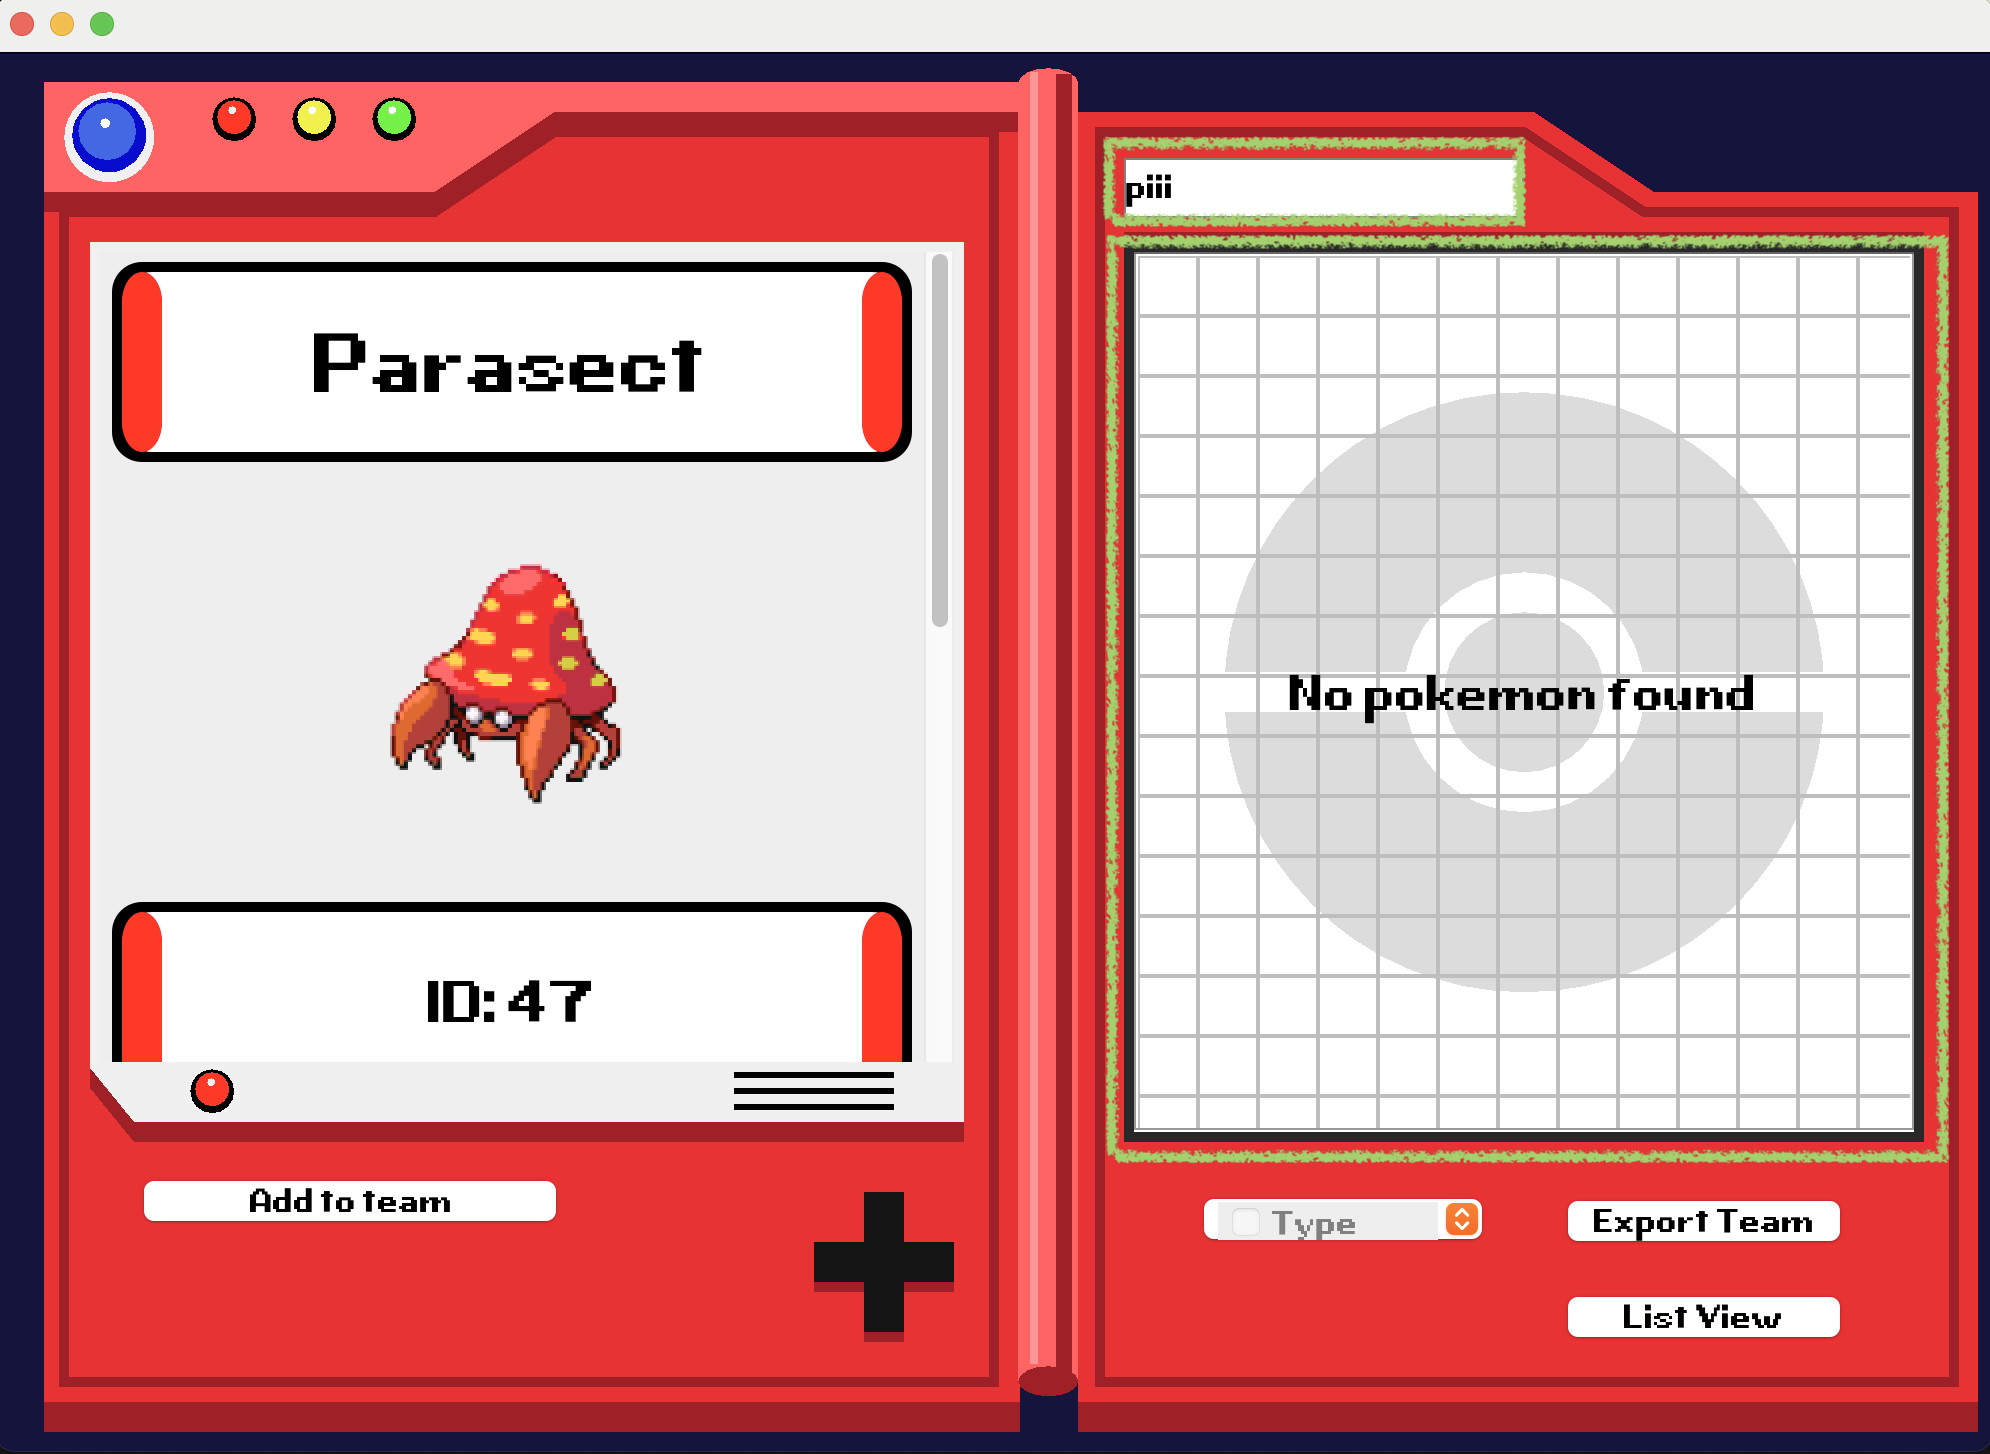 Parasect
ID: 47
Add to team
piii
No pokemon found
Type
Export Team
List View